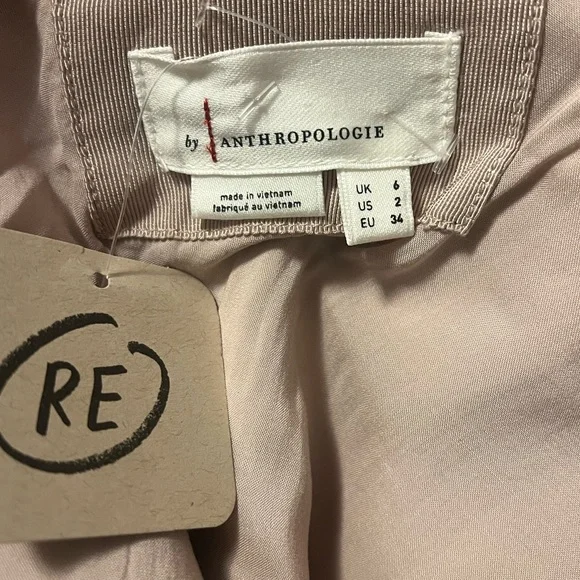 by ANTHROPOLOGIE
made in vietnam
fabriqué au vietnam
UK 6
US 2
EU 34
RE